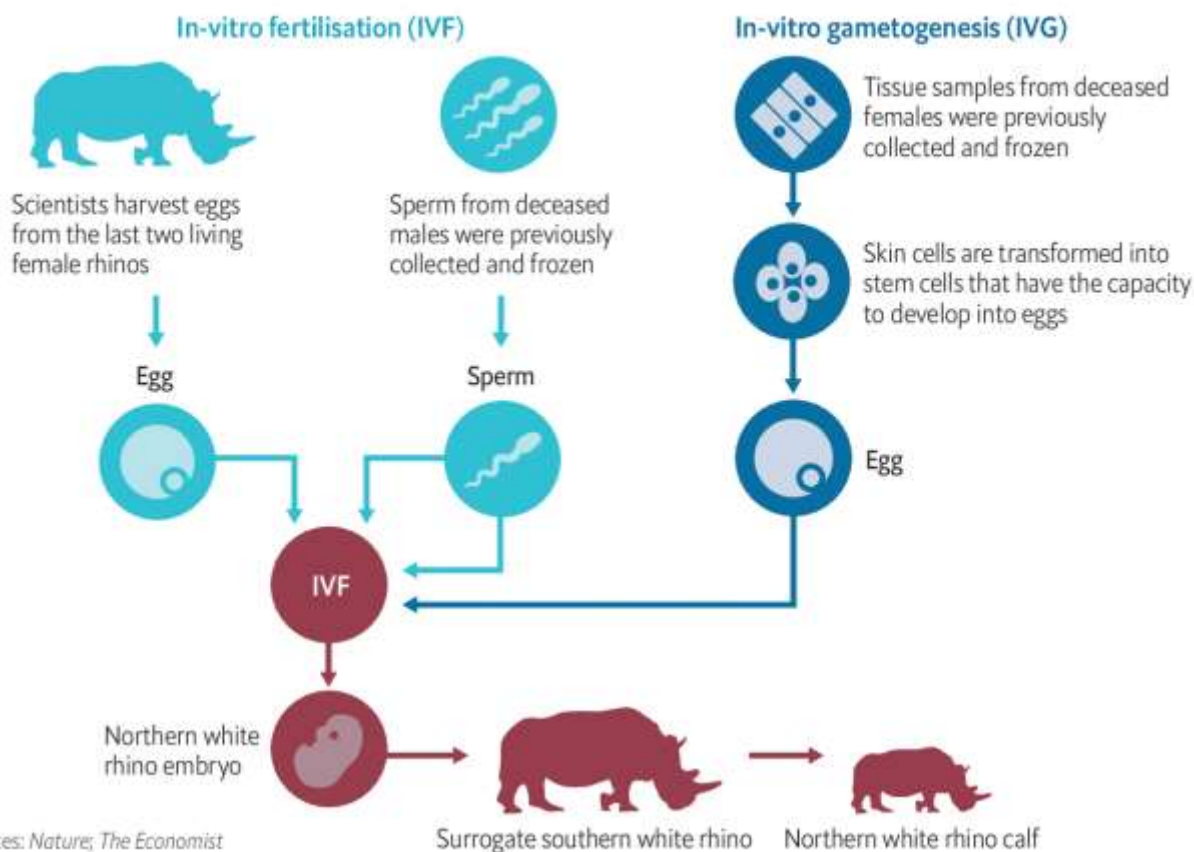 In-vitro fertilisation (IVF)
In-vitro gametogenesis (IVG)
Scientists harvest eggs
from the last two living
female rhinos
Sperm from deceased
males were previously
collected and frozen
Tissue samples from deceased
females were previously
collected and frozen
Skin cells are transformed into
stem cells that have the capacity
to develop into eggs
Egg
Sperm
Egg
IVF
Northern white
rhino embryo
Surrogate southern white rhino
Northern white rhino calf
Nature; The Economist